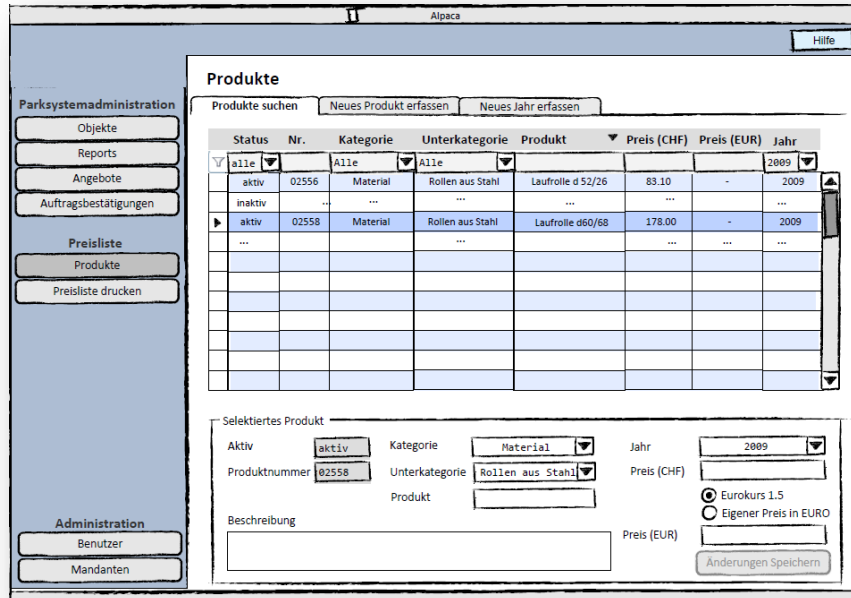 Alpaca
Hilfe
Parksystemadministration
Objekte
Reports
Angebote
Auftragsbestätigungen
Preisliste
Produkte
Preisliste drucken
Administration
Benutzer
Mandanten
Produkte
Produkte suchen Neues Produkt erfassen Neues Jahr erfassen
Status Nr. Kategorie Unterkategorie Produkt Preis (CHF) Preis (EUR) Jahr
alle Alle Alle 2009
aktiv 02556 Material Rollen aus Stahl Laufrolle d 52/26 83.10 - 2009
inaktiv ... ... ... ... ... ...
aktiv 02558 Material Rollen aus Stahl Laufrolle d60/68 178.00 - 2009
... ... ... ... ...
Selektiertes Produkt
Aktiv aktiv Kategorie Material Jahr 2009
Produktnummer 02558 Unterkategorie Rollen aus Stahl Preis (CHF)
Produkt Eurokurs 1.5
Eigener Preis in EURO
Beschreibung Preis (EUR)
Änderungen Speichern